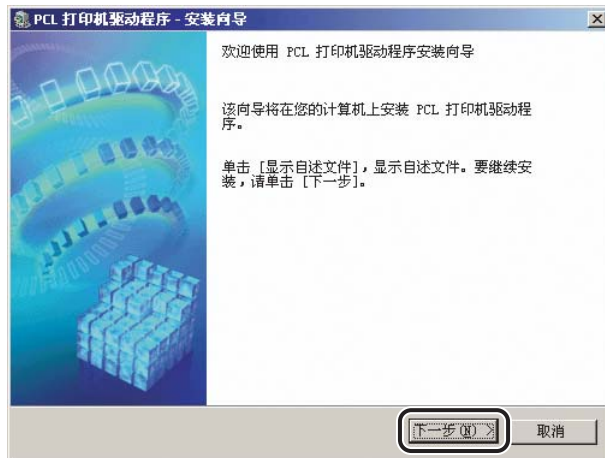 PCL 打印机驱动程序 - 安装向导
欢迎使用 PCL 打印机驱动程序安装向导
该向导将在您的计算机上安装 PCL 打印机驱动程
序。
单击 [显示自述文件]，显示自述文件。要继续安
装，请单击 [下一步]。
下一步(N) > 取消